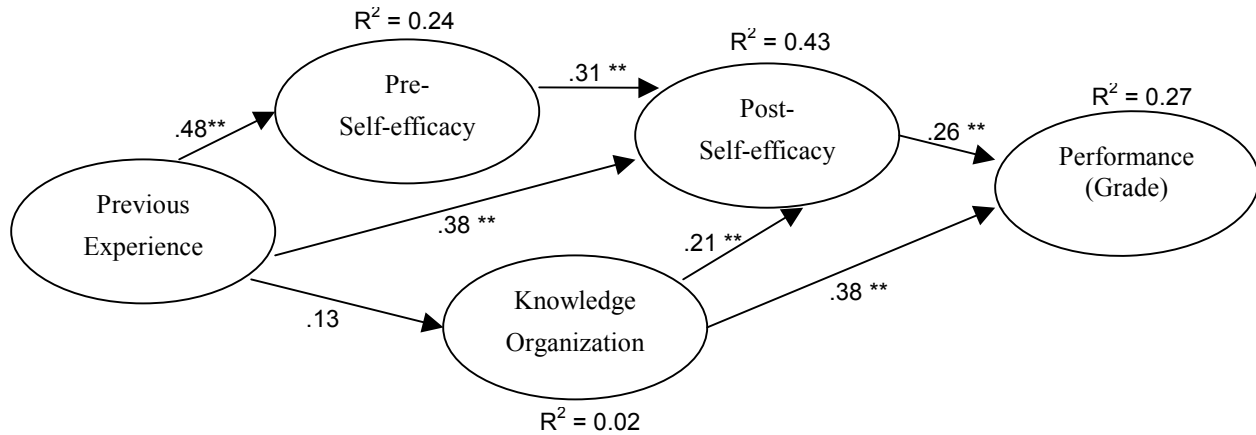 R² = 0.24
R² = 0.43
Pre-
Self-efficacy
.31 **
Post-
Self-efficacy
R² = 0.27
.48**
.26 **
Performance
(Grade)
Previous
Experience
.38 **
.21 **
.13
Knowledge
Organization
.38 **
R² = 0.02